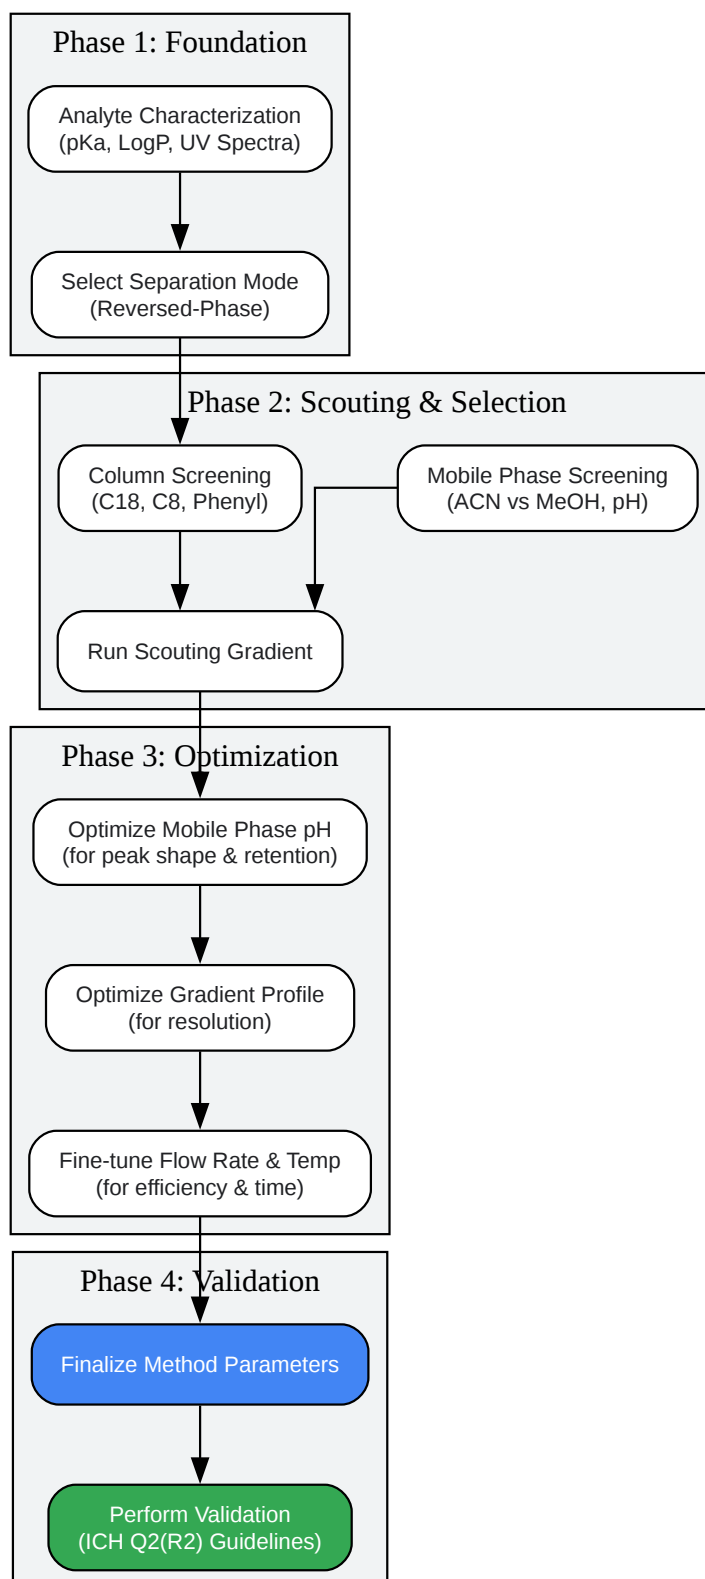 Phase 1: Foundation
Analyte Characterization
(pKa, LogP, UV Spectra)
Select Separation Mode
(Reversed-Phase)
Phase 2: Scouting & Selection
Column Screening
(C18, C8, Phenyl)
Mobile Phase Screening
(ACN vs MeOH, pH)
Run Scouting Gradient
Phase 3: Optimization
Optimize Mobile Phase pH
(for peak shape & retention)
Optimize Gradient Profile
(for resolution)
Fine-tune Flow Rate & Temp
(for efficiency & time)
Phase 4: Validation
Finalize Method Parameters
Perform Validation
(ICH Q2(R2) Guidelines)